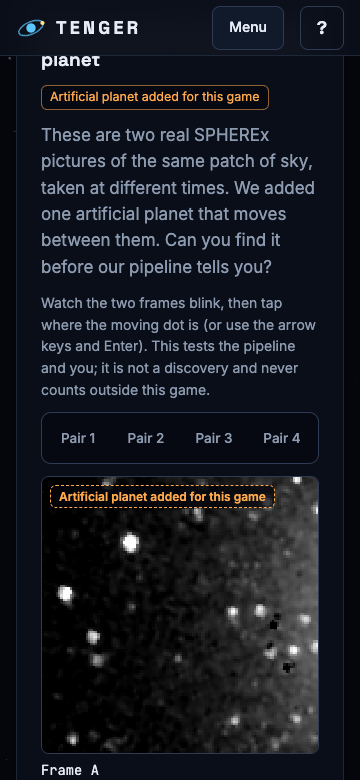 TENGER
Menu
?
planet
Artificial planet added for this game
These are two real SPHEREx
pictures of the same patch of sky,
taken at different times. We added
one artificial planet that moves
between them. Can you find it
before our pipeline tells you?
Watch the two frames blink, then tap
where the moving dot is (or use the arrow
keys and Enter). This tests the pipeline
and you; it is not a discovery and never
counts outside this game.
Pair 1
Pair 2
Pair 3
Pair 4
Artificial planet added for this game
Frame A